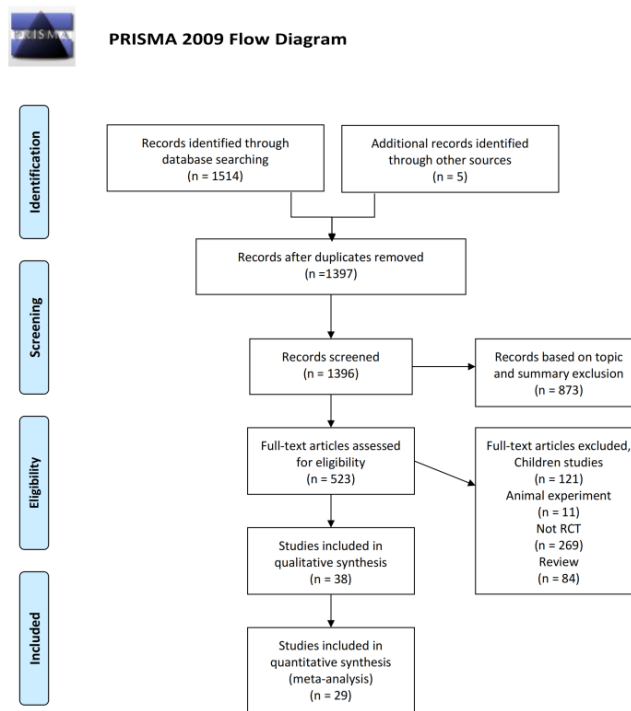 PRISMA
PRISMA 2009 Flow Diagram
Identification
Records identified through
database searching
(n = 1514)
Additional records identified
through other sources
(n = 5)
Records after duplicates removed
(n =1397)
Screening
Records screened
(n = 1396)
Records based on topic
and summary exclusion
(n = 873)
Eligibility
Full-text articles assessed
for eligibility
(n = 523)
Full-text articles excluded,
Children studies
(n = 121)
Animal experiment
(n = 11)
Not RCT
(n = 269)
Review
(n = 84)
Studies included in
qualitative synthesis
(n = 38)
Included
Studies included in
quantitative synthesis
(meta-analysis)
(n = 29)